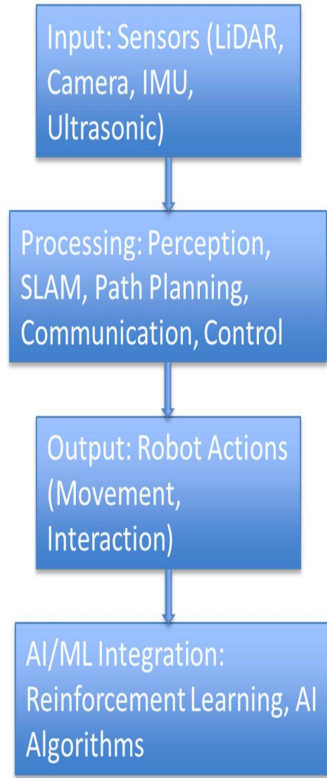 Input: Sensors (LiDAR,
Camera, IMU,
Ultrasonic)
Processing: Perception,
SLAM, Path Planning,
Communication, Control
Output: Robot Actions
(Movement,
Interaction)
AI/ML Integration:
Reinforcement Learning, AI
Algorithms